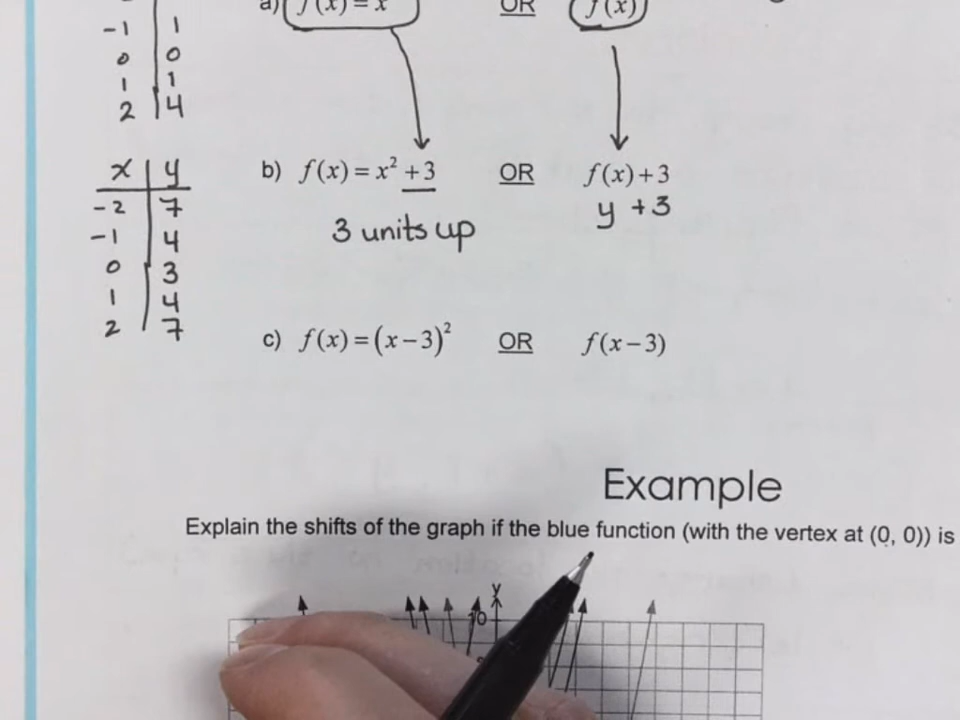 a) f(x) = x² OR f(x)
-1 | 1
0 | 0
1 | 1
2 | 4
x | y
-2 | 7
-1 | 4
0 | 3
1 | 4
2 | 7
b) f(x) = x² +3 OR f(x)+3
3 units up
y +3
c) f(x) = (x−3)² OR f(x−3)
Example
Explain the shifts of the graph if the blue function (with the vertex at (0, 0)) is
y
10